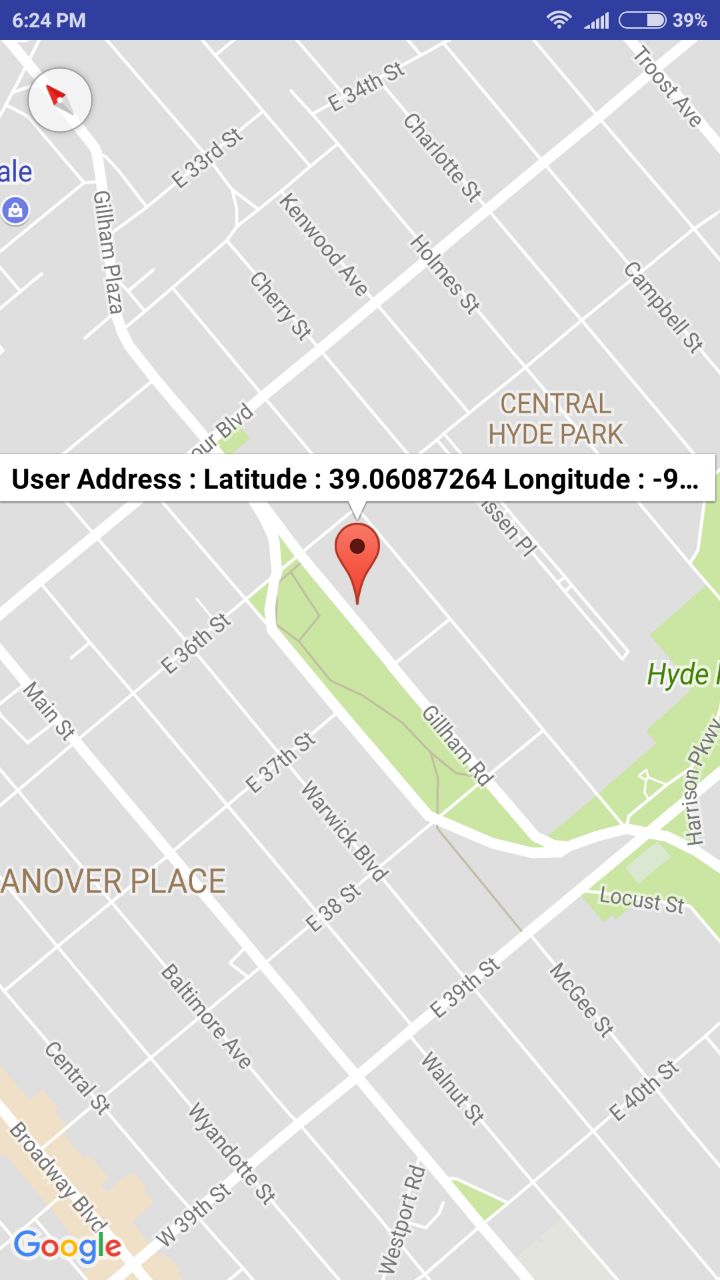 6:24 PM
39%
Troost Ave
E 34th St
Charlotte St
E 33rd St
ale
Gillham Plaza
Kenwood Ave
Holmes St
Cherry St
Campbell St
CENTRAL
HYDE PARK
our Blvd
User Address : Latitude : 39.06087264 Longitude : -9...
ssen Pl
E 36th St
Hyde
Main St
Gillham Rd
E 37th St
Harrison Pkwy
Warwick Blvd
ANOVER PLACE
E 38 St
Locust St
E 39th St
McGee St
Baltimore Ave
Central St
Walnut St
E 40th St
Wyandotte St
Broadway Blvd
W 39th St
Westport Rd
Google